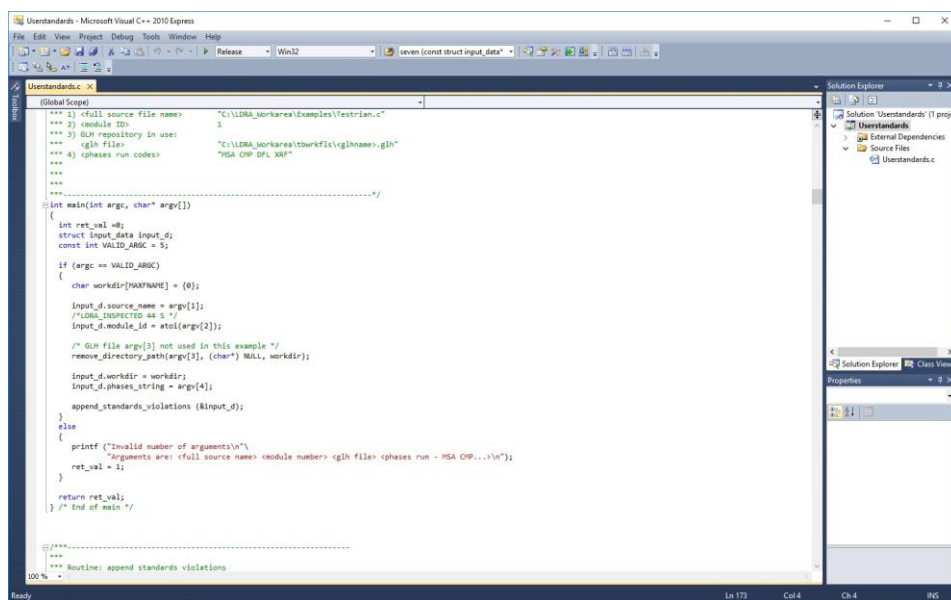 Userstandards - Microsoft Visual C++ 2010 Express
File Edit View Project Debug Tools Window Help
Release Win32 seven (const struct input_data*
Userstandards.c
(Global Scope)
*** 1) <full source file name> "C:\LDRA_Workarea\Examples\Testrian.c"
*** 2) <module ID> 1
*** 3) GLH repository in use:
*** <glh file> "C:\LDRA_Workarea\tbwrkfls\<glhname>.glh"
*** 4) <phases run codes> "MSA CMP DFL XRF"
***
***
***
***-----------------------------------------------------------------------*/
int main(int argc, char* argv[])
{
int ret_val =0;
struct input_data input_d;
const int VALID_ARGC = 5;
if (argc == VALID_ARGC)
{
char workdir[MAXFNAME] = {0};
input_d.source_name = argv[1];
/*LDRA_INSPECTED 44 S */
input_d.module_id = atoi(argv[2]);
/* GLH file argv[3] not used in this example */
remove_directory_path(argv[3], (char*) NULL, workdir);
input_d.workdir = workdir;
input_d.phases_string = argv[4];
append_standards_violations (&input_d);
}
else
{
printf ("Invalid number of arguments\n"\
"Arguments are: <full source name> <module number> <glh file> <phases run - MSA CMP...>\n");
ret_val = 1;
}
return ret_val;
} /* End of main */
/***-----------------------------------------------------------------
***
*** Routine: append standards violations
100 %
Toolbox
Solution Explorer
Solution 'Userstandards' (1 proj
Userstandards
External Dependencies
Source Files
Userstandards.c
Solution Explorer Class View
Properties
Ready Ln 173 Col 4 Ch 4 INS